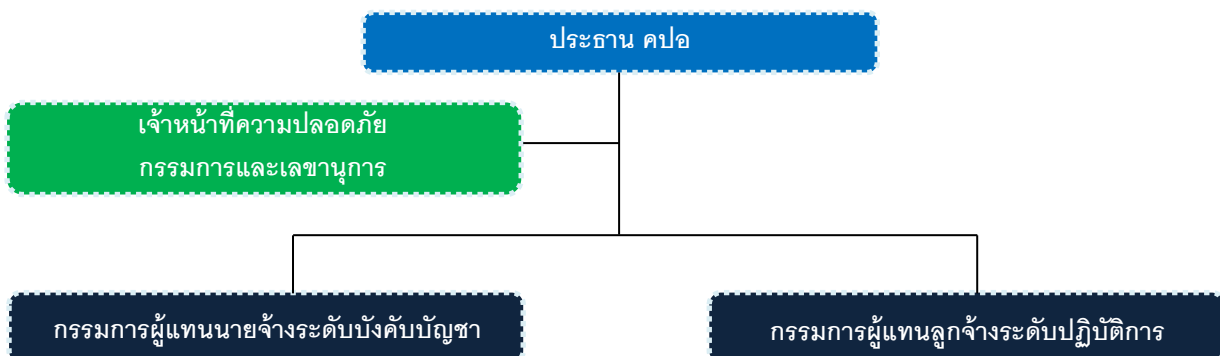 ประธาน คปอ
เจ้าหน้าที่ความปลอดภัย
กรรมการและเลขานุการ
กรรมการผู้แทนนายจ้างระดับบังคับบัญชา
กรรมการผู้แทนลูกจ้างระดับปฏิบัติการ